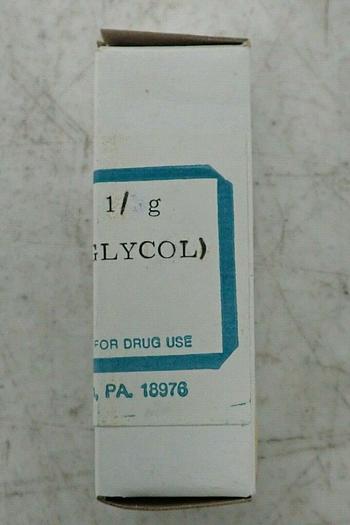 1/ g
GLYCOL)
FOR DRUG USE
, PA. 18976